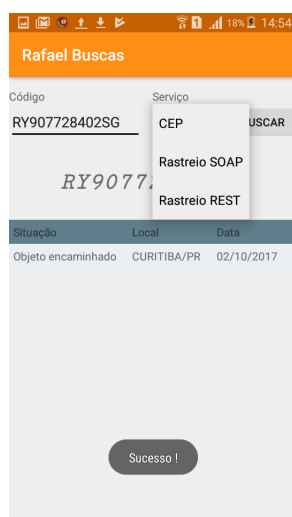 18% 14:54
Rafael Buscas
Código Serviço
RY907728402SG CEP
Rastreio SOAP
Rastreio REST
Situação Local Data
Objeto encaminhado CURITIBA/PR 02/10/2017
Sucesso !